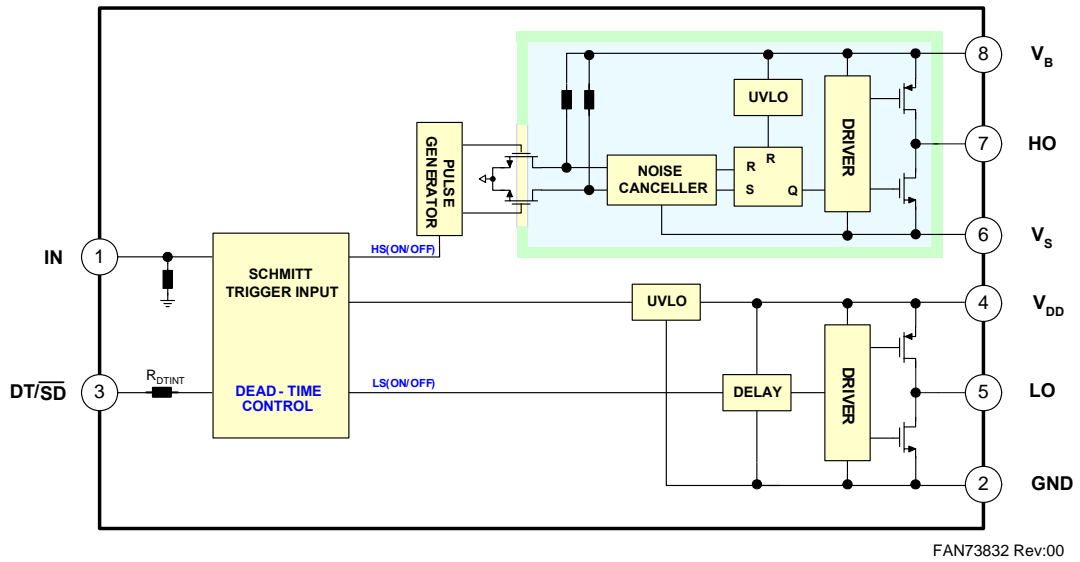 8
V_B
UVLO
R
R
S
Q
DRIVER
7
HO
PULSE
GENERATOR
NOISE
CANCELLER
6
V_S
IN
1
HS(ON/OFF)
SCHMITT
TRIGGER INPUT
UVLO
4
V_DD
DT/S̅D̅
3
R_DTINT
DEAD - TIME
CONTROL
LS(ON/OFF)
DELAY
DRIVER
5
LO
2
GND
FAN73832 Rev:00